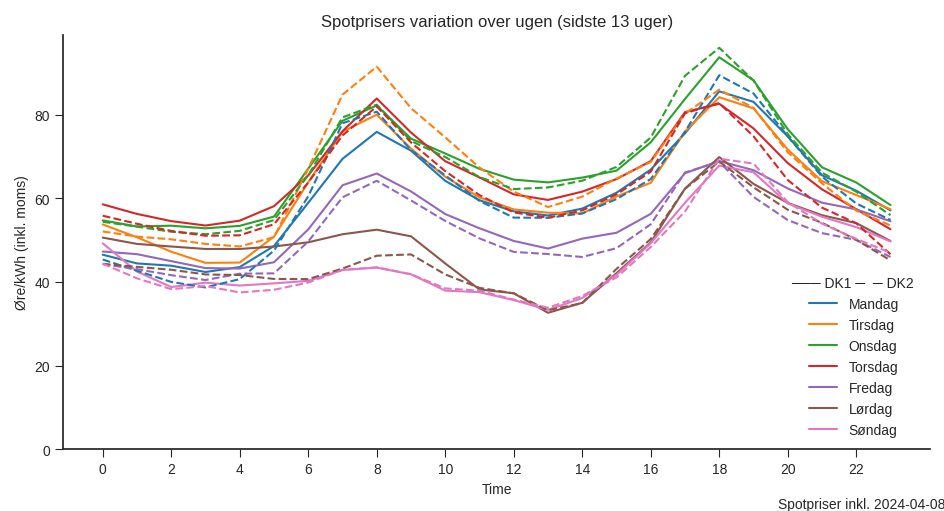 Spotprisers variation over ugen (sidste 13 uger)
Øre/kWh (inkl. moms)
80
60
40
20
0
DK1 DK2
Mandag
Tirsdag
Onsdag
Torsdag
Fredag
Lørdag
Søndag
0 2 4 6 8 10 12 14 16 18 20 22
Time
Spotpriser inkl. 2024-04-08